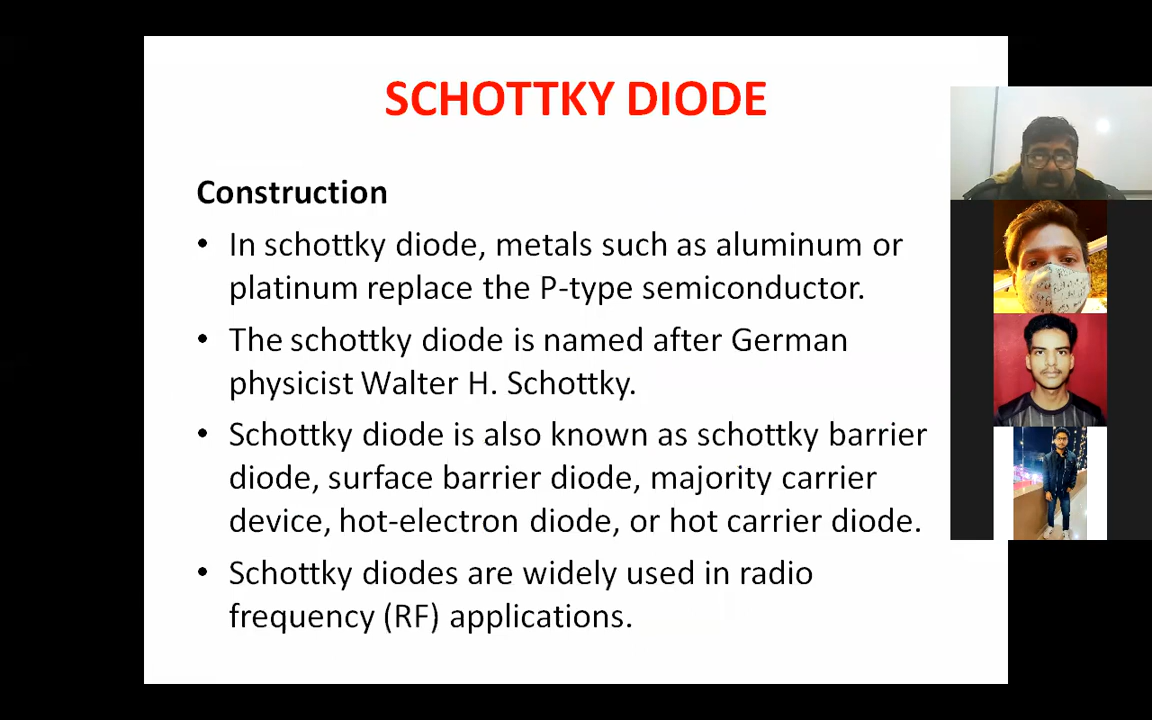 SCHOTTKY DIODE
Construction
• In schottky diode, metals such as aluminum or
platinum replace the P-type semiconductor.
• The schottky diode is named after German
physicist Walter H. Schottky.
• Schottky diode is also known as schottky barrier
diode, surface barrier diode, majority carrier
device, hot-electron diode, or hot carrier diode.
• Schottky diodes are widely used in radio
frequency (RF) applications.